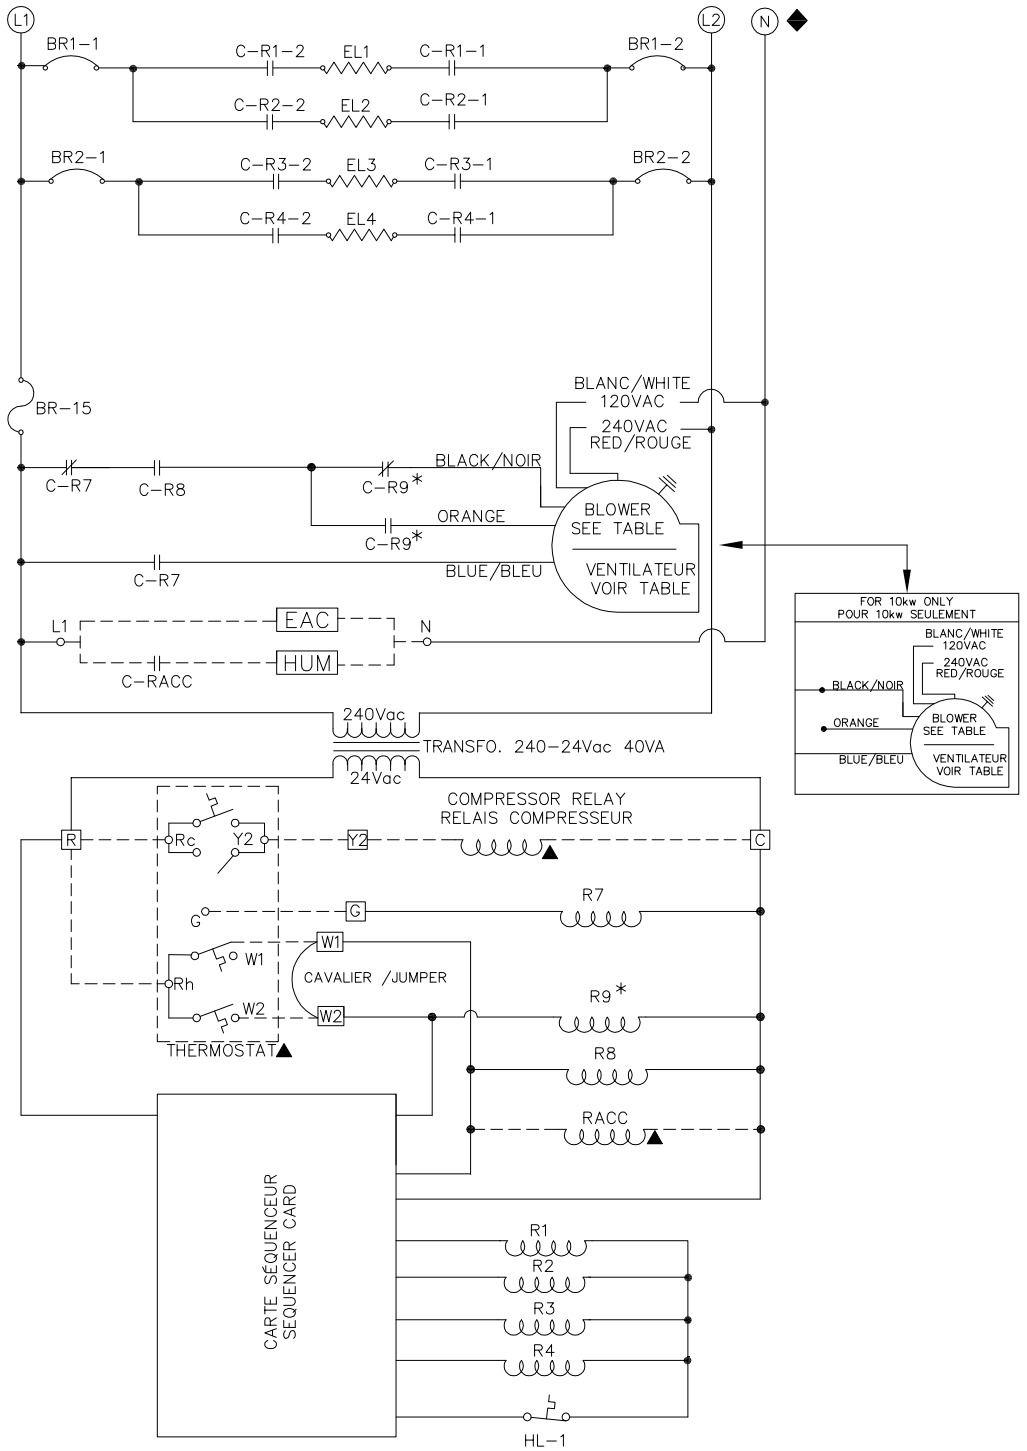 L1
L2
N
BR1-1
C-R1-2
EL1
C-R1-1
BR1-2
C-R2-2
EL2
C-R2-1
BR2-1
C-R3-2
EL3
C-R3-1
BR2-2
C-R4-2
EL4
C-R4-1
BR-15
BLANC/WHITE
120VAC
240VAC
RED/ROUGE
C-R7
C-R8
C-R9*
BLACK/NOIR
C-R9*
ORANGE
BLOWER
SEE TABLE
VENTILATEUR
VOIR TABLE
C-R7
BLUE/BLEU
L1
EAC
N
HUM
C-RACC
FOR 10kw ONLY
POUR 10kw SEULEMENT
BLANC/WHITE
120VAC
240VAC
RED/ROUGE
BLACK/NOIR
ORANGE
BLUE/BLEU
BLOWER
SEE TABLE
VENTILATEUR
VOIR TABLE
240Vac
TRANSFO. 240-24Vac 40VA
24Vac
COMPRESSOR RELAY
RELAIS COMPRESSEUR
R
Rc
Y2
Y2
C
G
G
R7
W1
W1
Rh
CAVALIER /JUMPER
W2
W2
R9*
THERMOSTAT
R8
RACC
CARTE SÉQUENCEUR
SEQUENCER CARD
R1
R2
R3
R4
HL-1